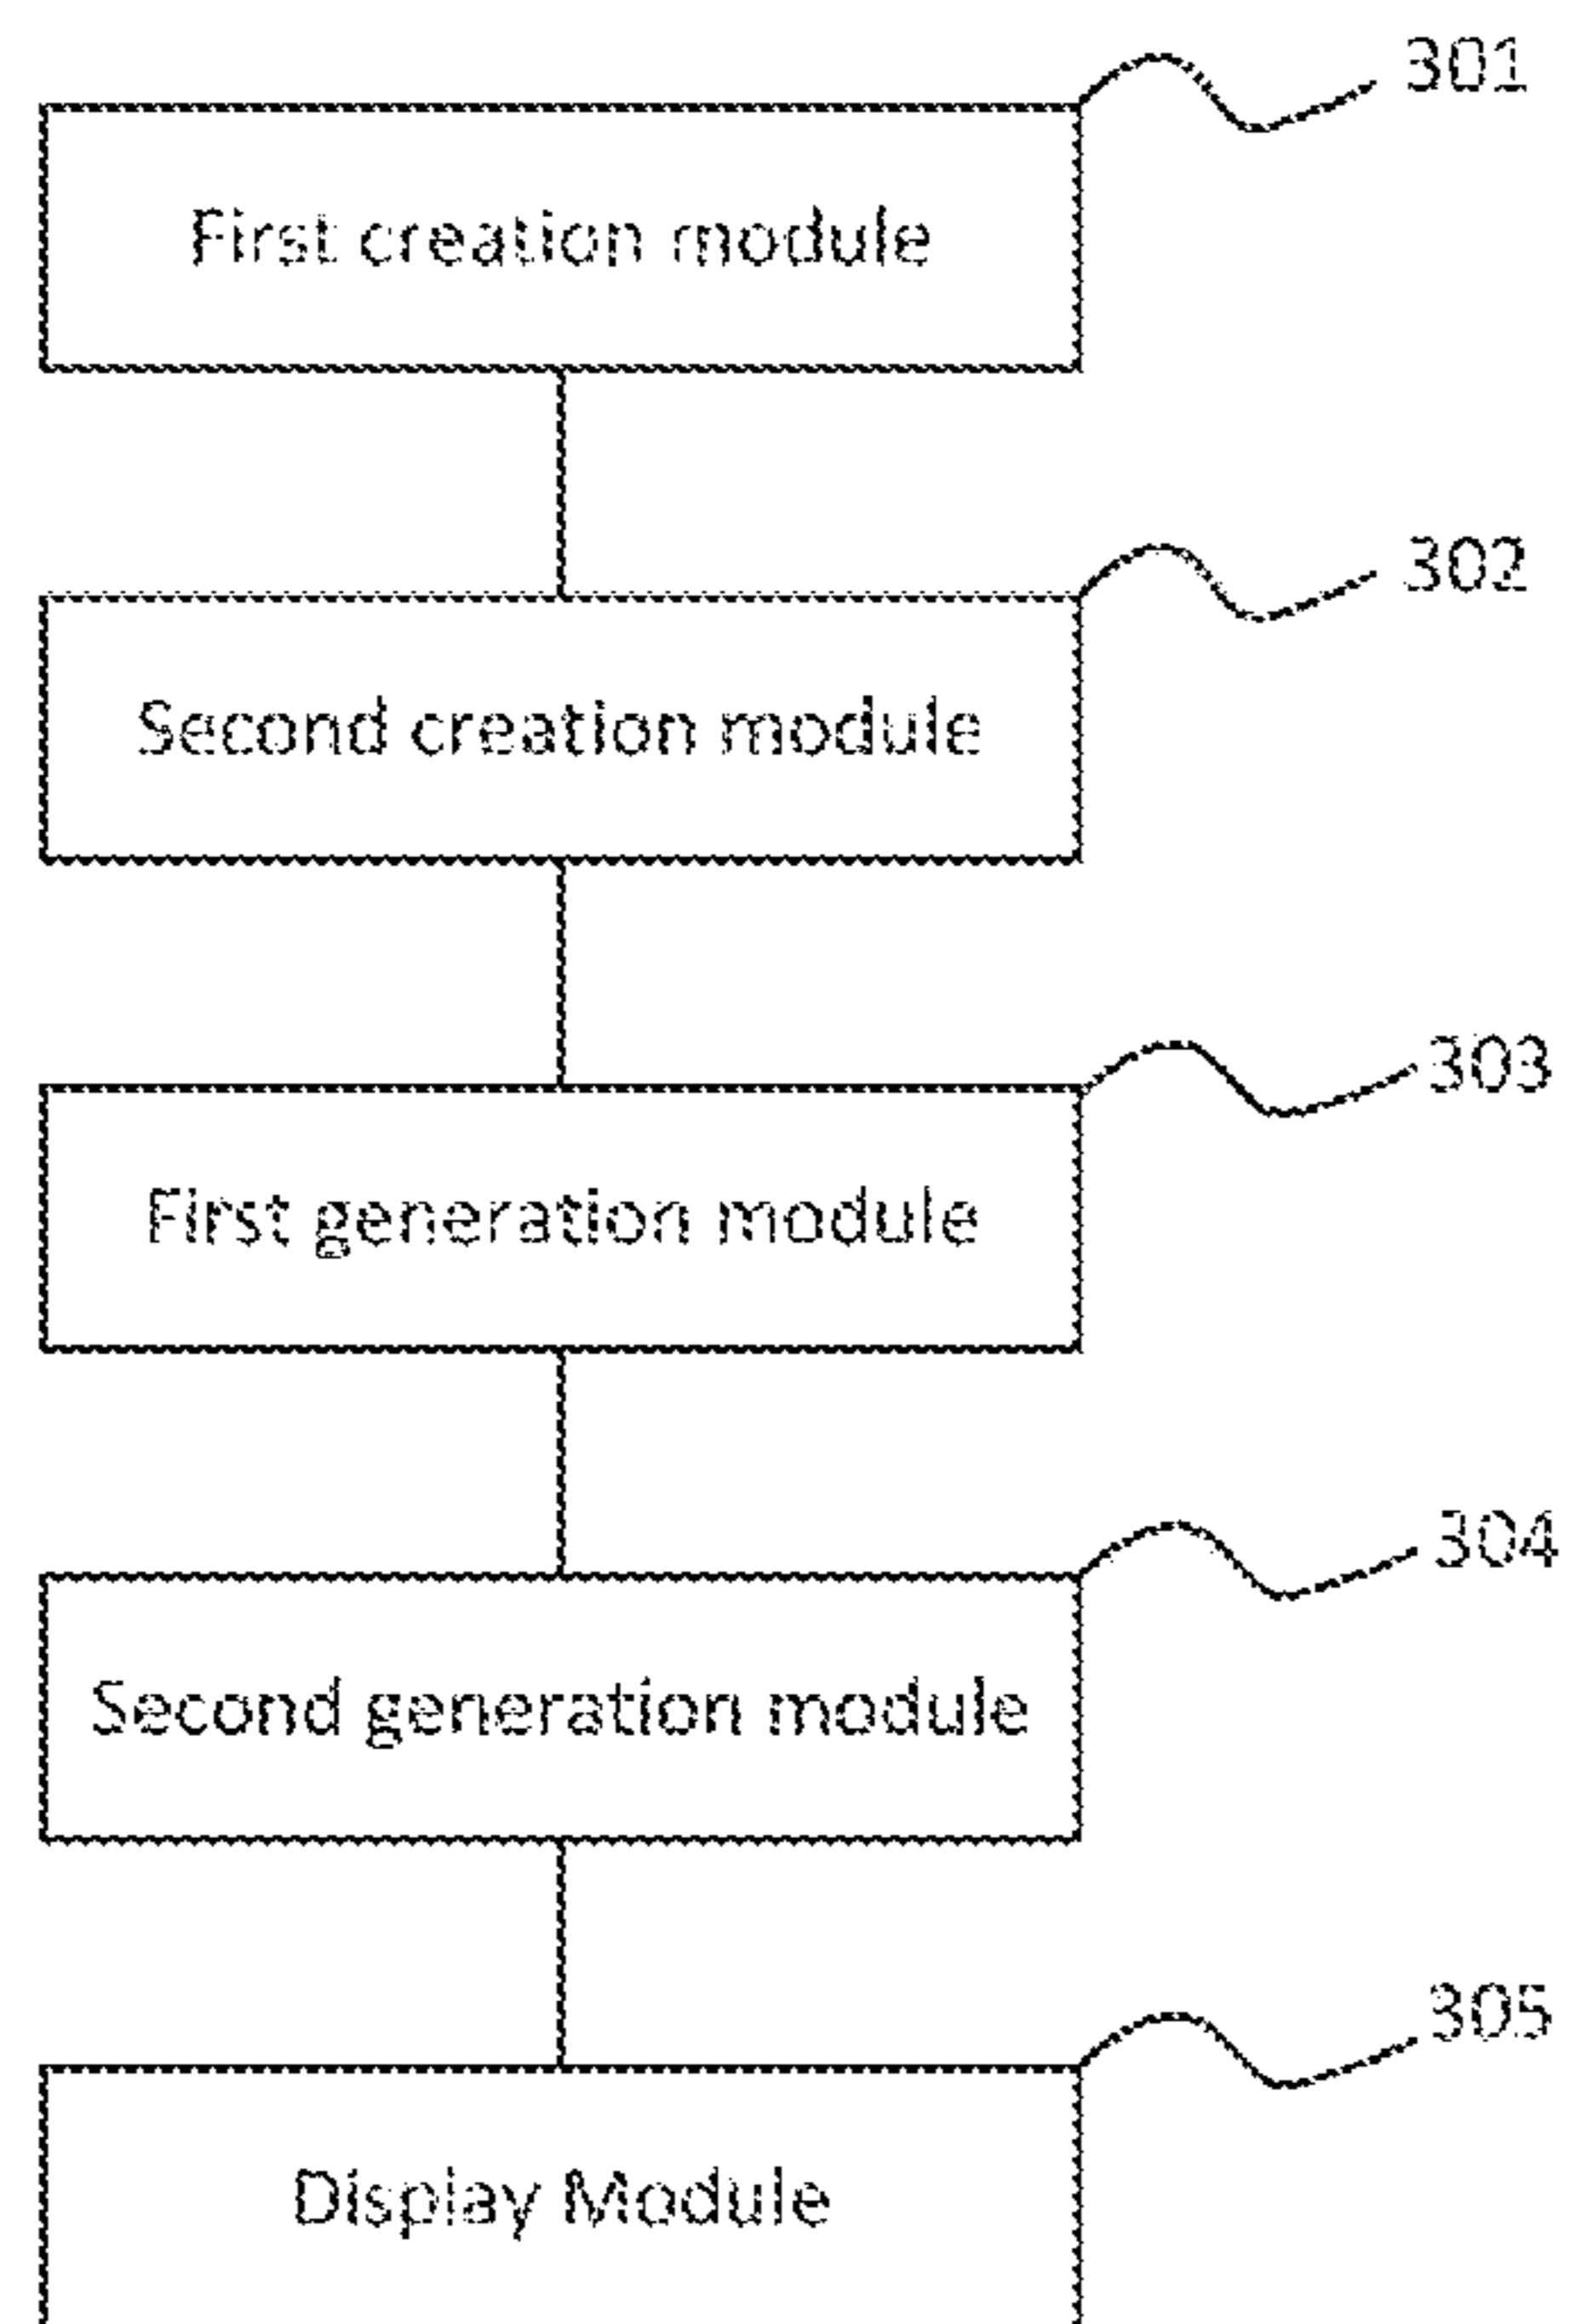 301
First creation module
302
Second creation module
303
First generation module
304
Second generation module
305
Display Module